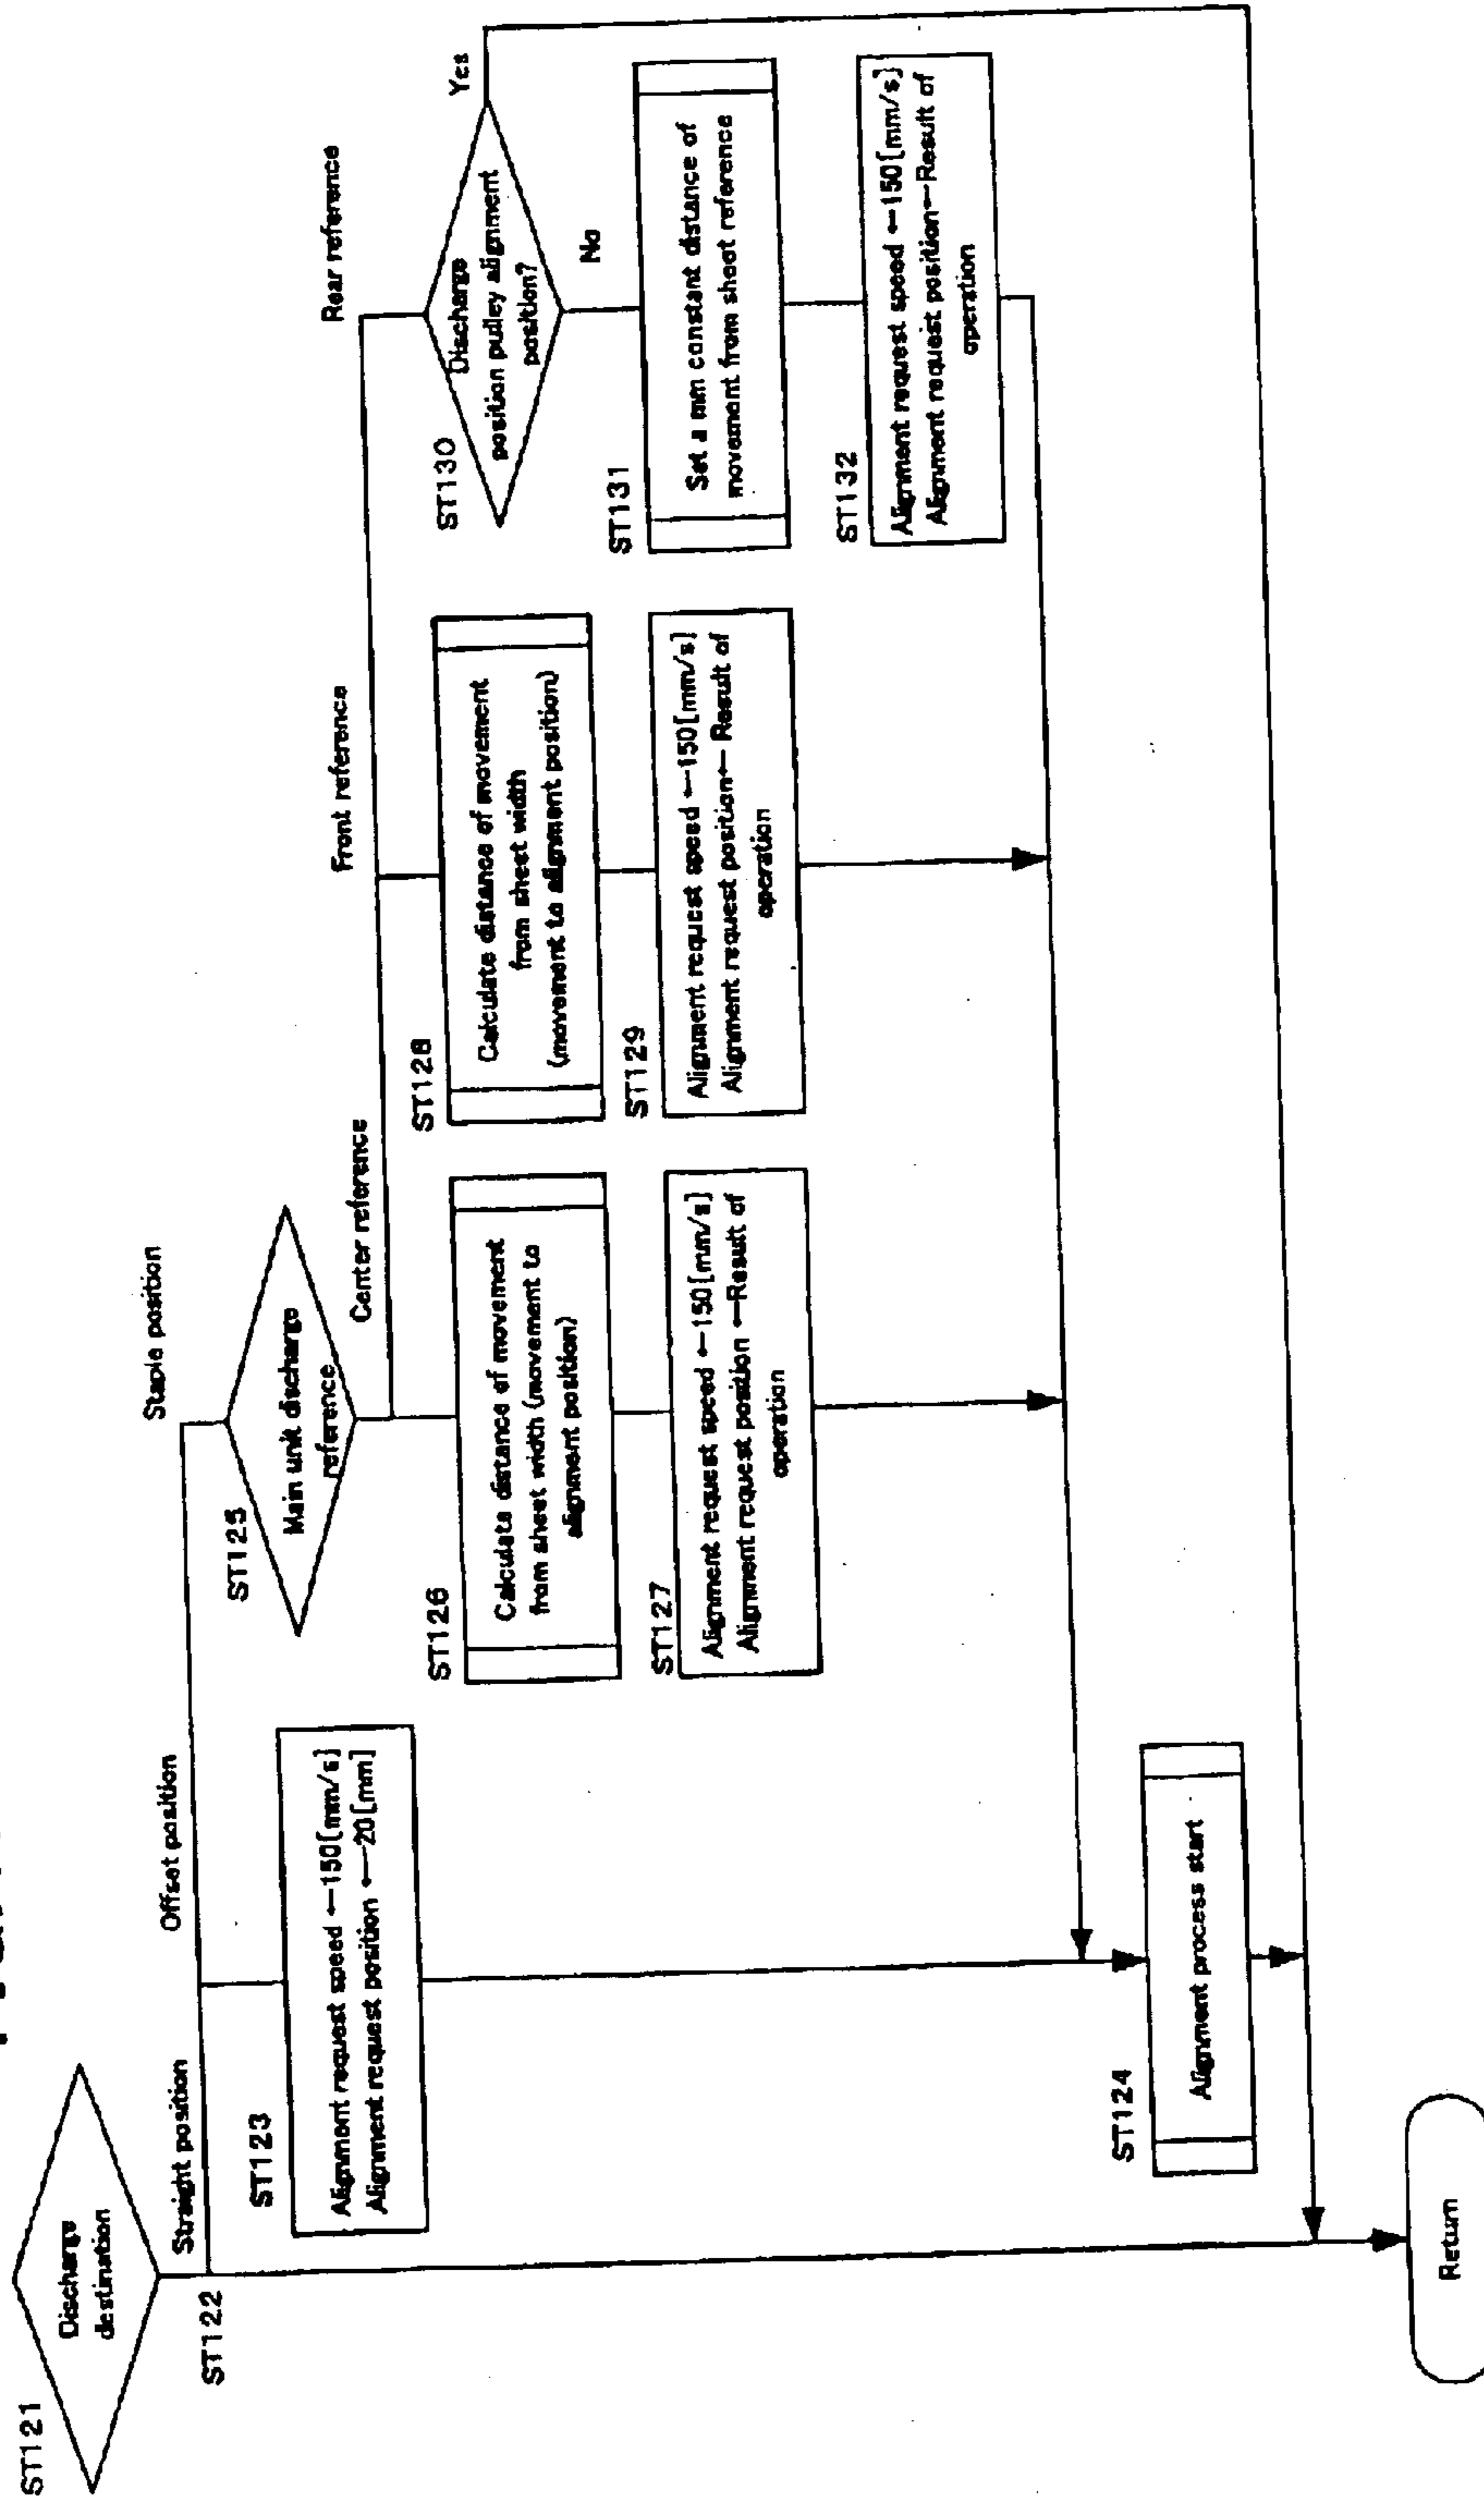 ST121
Discharge
destination
ST122
Straight position
Offset position
Staple position
ST123
Alignment request speed ←150[mm/s]
Alignment request position ← 20[mm]
ST125
Main unit discharge
reference
Center reference
Front reference
Rear reference
ST126
Calculate distance of movement
from sheet width (movement to
alignment position)
ST127
Alignment request speed ←150[mm/s]
Alignment request position ←Result of
operation
ST128
Calculate distance of movement
from sheet width
(movement to alignment position)
ST129
Alignment request speed ←150[mm/s]
Alignment request position← Result of
operation
ST130
Discharge
position pulley alignment
position?
Yes
No
ST131
Set a mm constant distance of
movement from sheet reference
ST132
Alignment request speed ←150[mm/s]
Alignment request position←Result of
operation
ST124
Alignment process start
Return